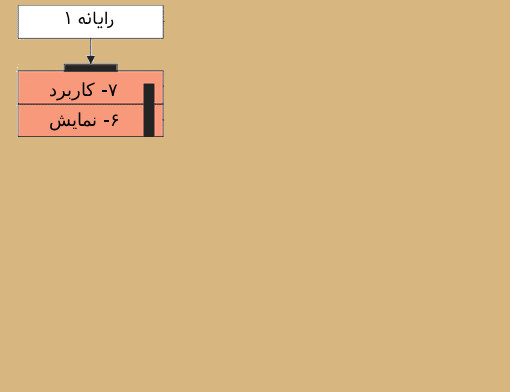 رایانه ۱
۷- کاربرد
۶- نمایش